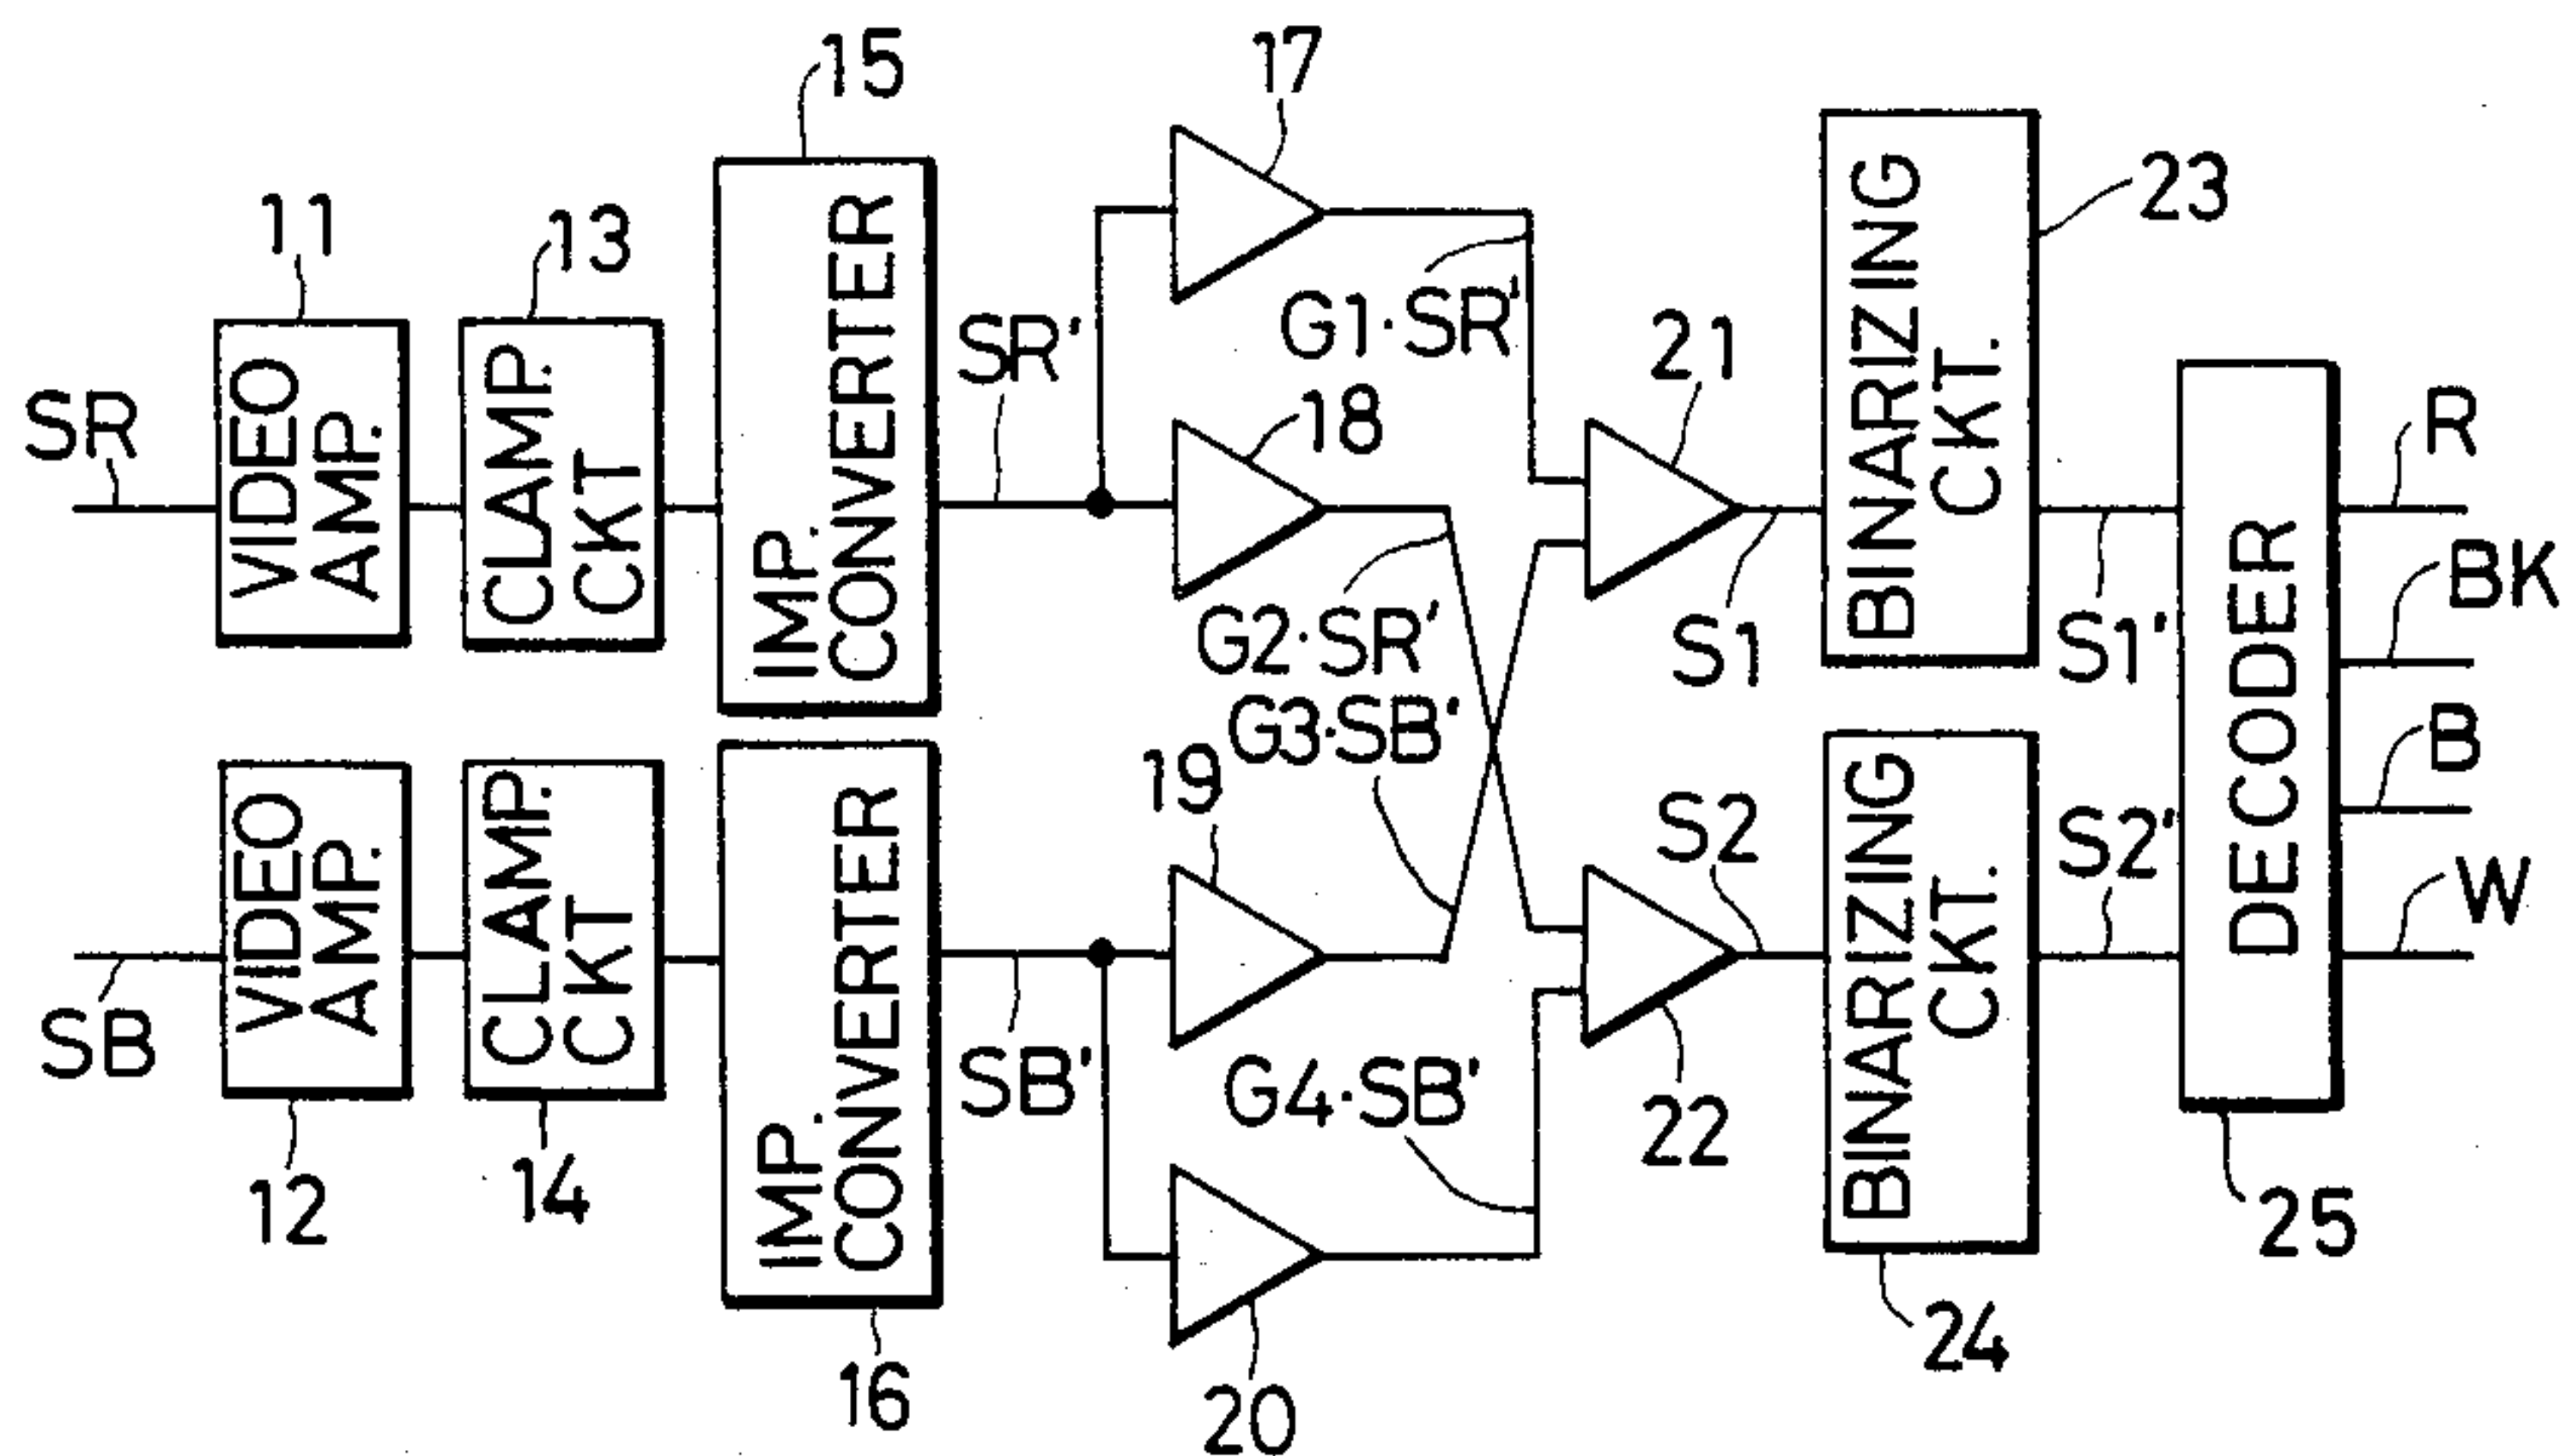 15
17
11
13
23
SR
VIDEO
AMP.
CLAMP.
CKT
IMP.
CONVERTER
SR'
G1·SR'
18
21
BINARIZING
CKT.
R
BK
G2·SR'
S1
S1'
G3·SB'
DECODER
B
SB
VIDEO
AMP.
CLAMP.
CKT
IMP.
CONVERTER
SB'
19
S2
BINARIZING
CKT.
S2'
W
G4·SB'
22
12
14
25
16
20
24